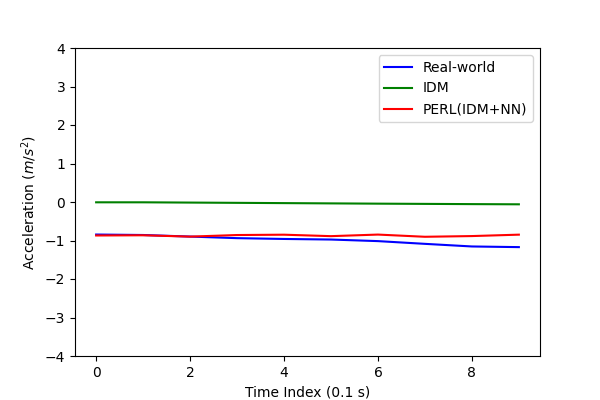 4
3
2
1
0
−1
−2
−3
−4
Acceleration (m/s²)
Real-world
IDM
PERL(IDM+NN)
0 2 4 6 8
Time Index (0.1 s)